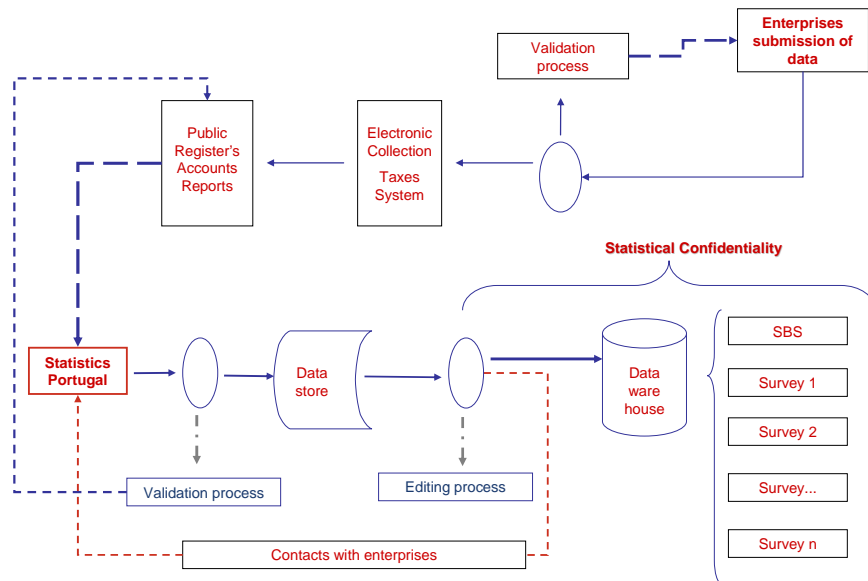 Validation
process
Enterprises
submission of
data
Public
Register's
Accounts
Reports
Electronic
Collection
Taxes
System
Statistical Confidentiality
Statistics
Portugal
Data
store
Data
ware
house
SBS
Survey 1
Survey 2
Survey...
Survey n
Validation process
Editing process
Contacts with enterprises